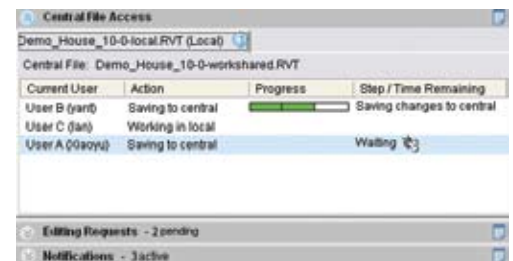 Central File Access
Demo_House_10-0-local.RVT (Local)
Central File: Demo_House_10-0-workshared.RVT
Current User Action Progress Step / Time Remaining
User B (yant) Saving to central Saving changes to central
User C (Ian) Working in local
User A (Xiaoyu) Saving to central Waiting
Editing Requests - 2 pending
Notifications - 3 active